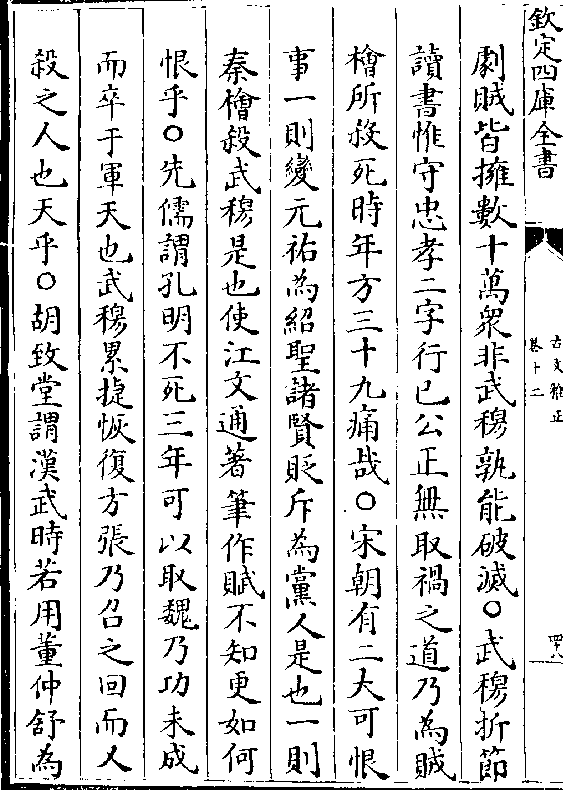 欽定四庫全書
古文雅正
卷十二
四八
劇賊皆擁數十萬衆非武穆孰能破滅○武穆折節
讀書惟守忠孝二字行已公正無取禍之道乃為賊
檜所殺死時年方三十九痛哉○宋朝有二大可恨
事一則變元祐為紹聖諸賢貶斥為黨人是也一則
秦檜殺武穆是也使江文通著筆作賦不知更如何
恨乎○先儒謂孔明不死三年可以取魏乃功未成
而卒于軍天也武穆累捷恢復方張乃召之回而又
殺之人也天乎○胡致堂謂漢武時若用董仲舒為